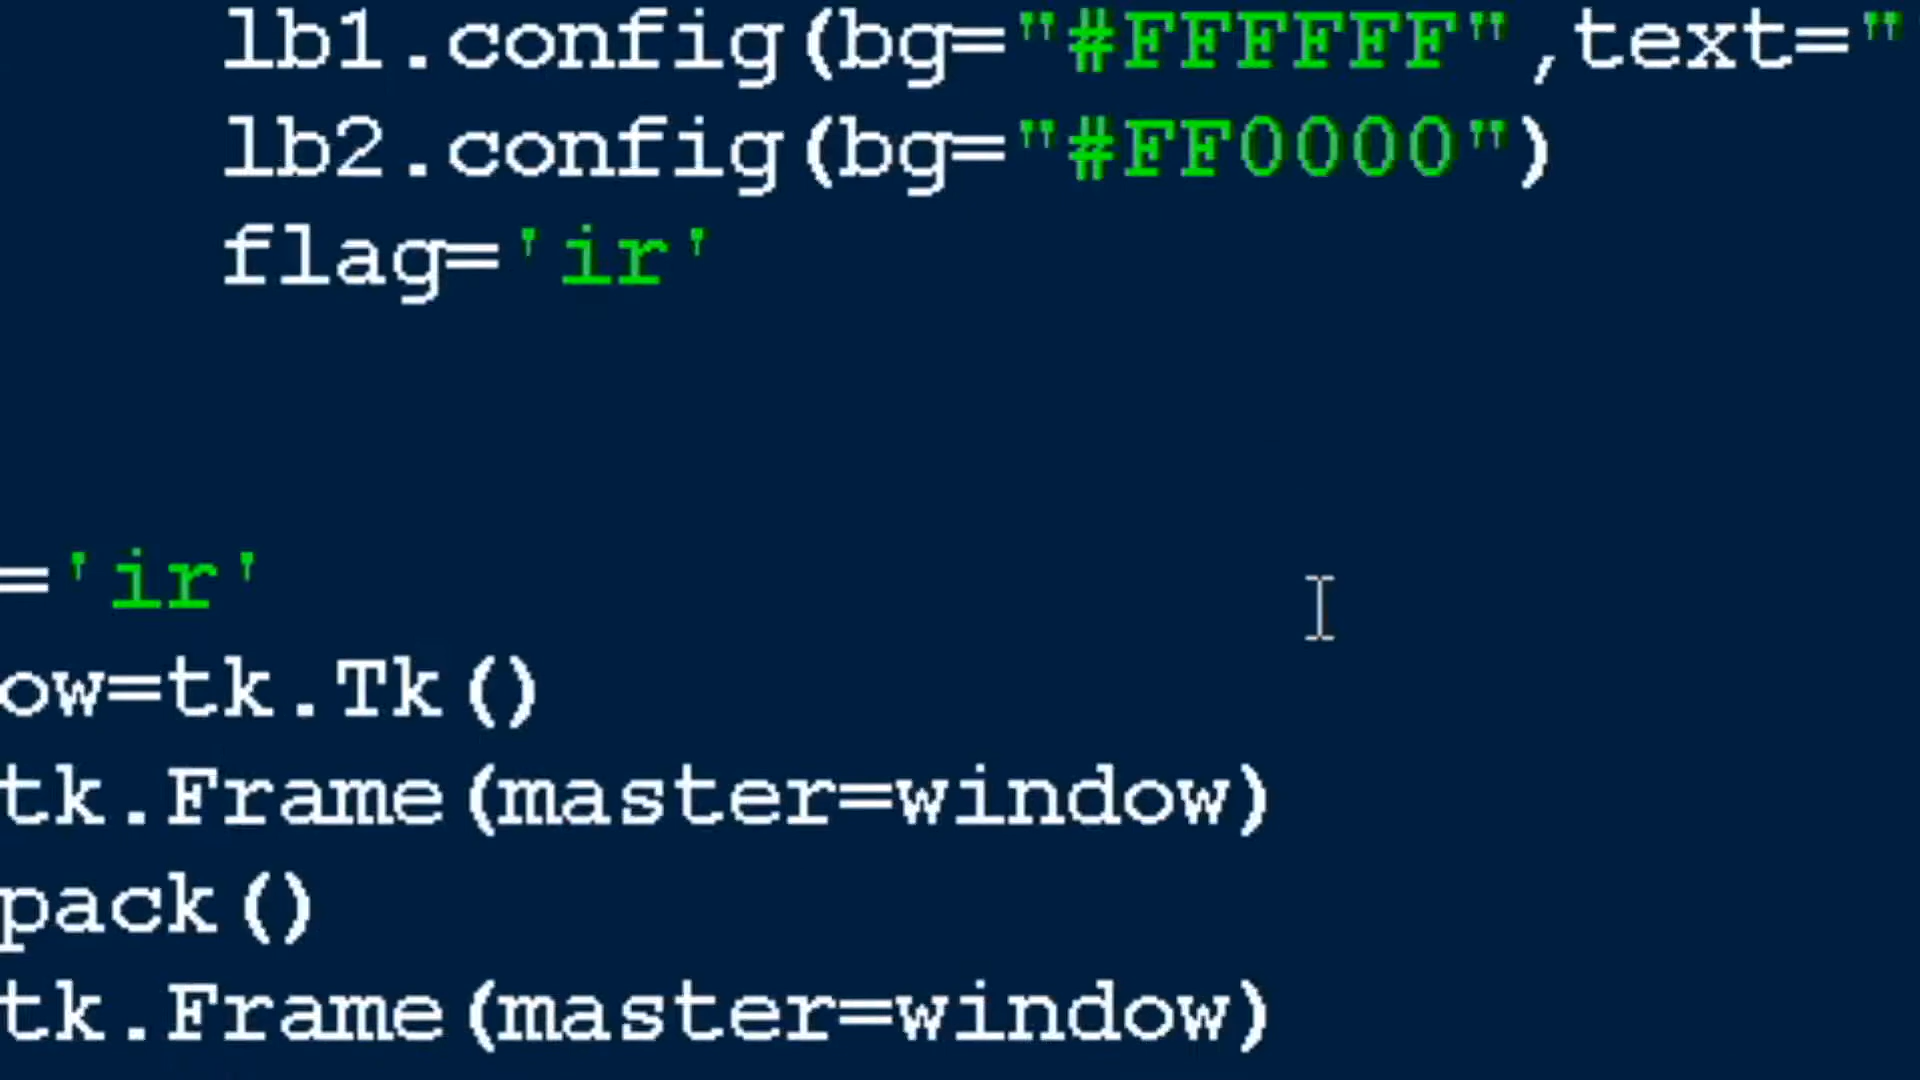 lb1.config(bg="#FFFFFF",text="
lb2.config(bg="#FF0000")
flag='ir'
='ir'
ow=tk.Tk()
tk.Frame(master=window)
pack()
tk.Frame(master=window)